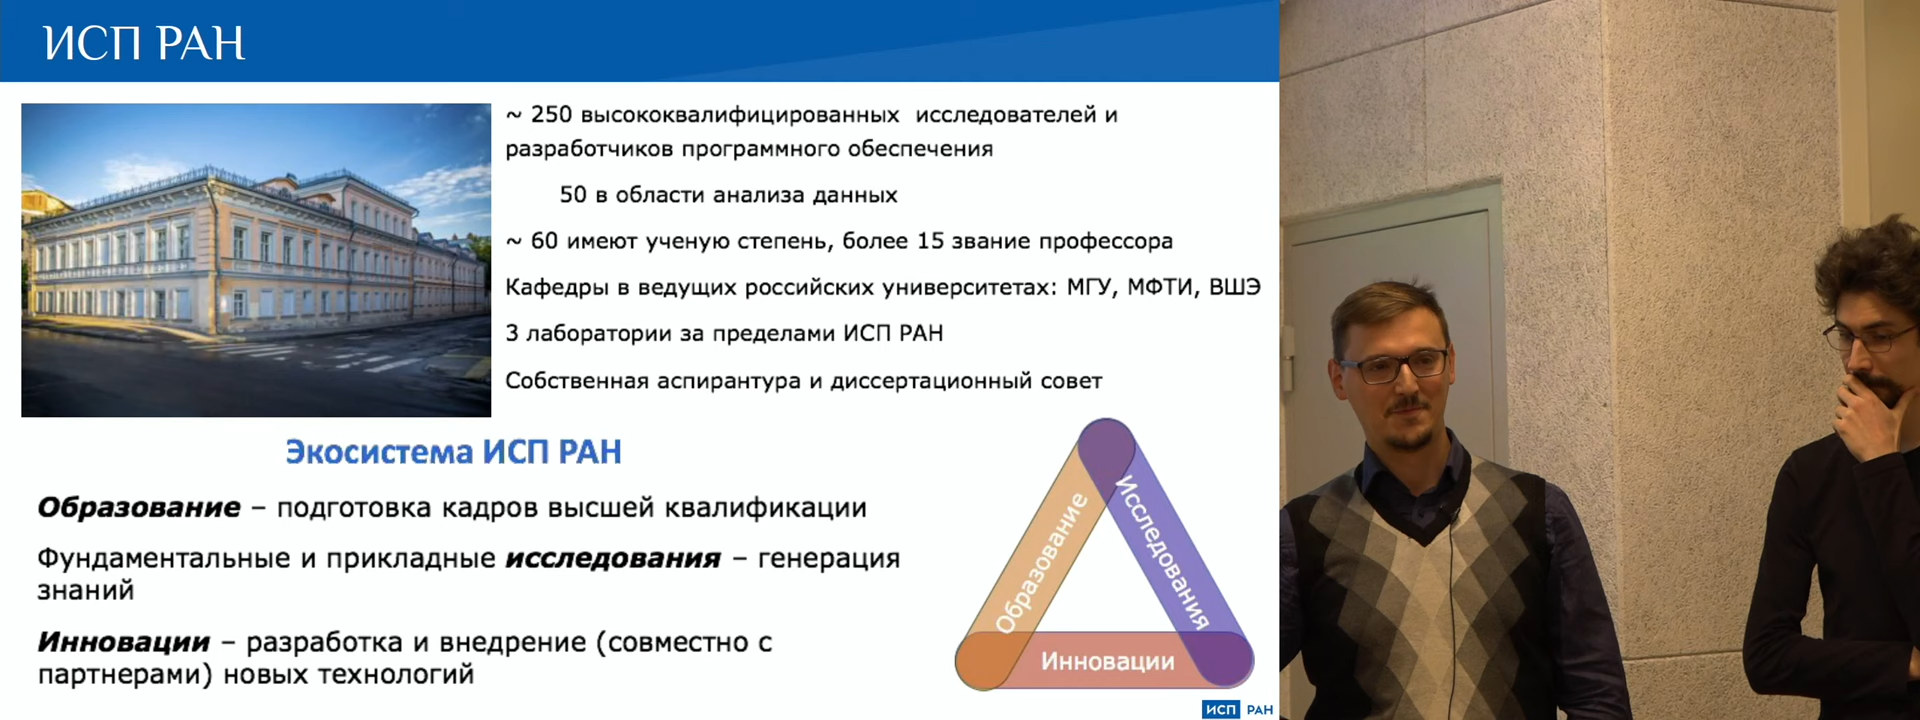 ИСП РАН
~ 250 высококвалифицированных исследователей и
разработчиков программного обеспечения
50 в области анализа данных
~ 60 имеют ученую степень, более 15 звание профессора
Кафедры в ведущих российских университетах: МГУ, МФТИ, ВШЭ
3 лаборатории за пределами ИСП РАН
Собственная аспирантура и диссертационный совет
Экосистема ИСП РАН
Образование – подготовка кадров высшей квалификации
Фундаментальные и прикладные исследования – генерация
знаний
Инновации – разработка и внедрение (совместно с
партнерами) новых технологий
Образование
Исследования
Инновации
ИСП РАН